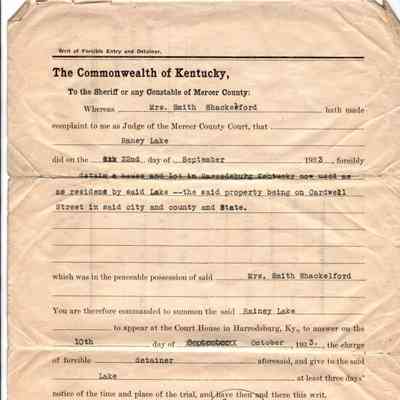 Writ of Forcible Entry and Detainer.
The Commonwealth of Kentucky,
To the Sheriff or any Constable of Mercer County:
Whereas Mrs. Smith Shackelford hath made
complaint to me as Judge of the Mercer County Court, that
Raney Lake
did on the 22nd day of September 1923, forcibly
detain a house and lot in Harrodsburg Kentucky now used as
as residens by said Lake --the said property being on Cardwell
Street in said city and county and State.
which was in the peaceable possession of said Mrs. Smith Shackelford
You are therefore commanded to summon the said Rainey Lake
to appear at the Court House in Harrodsburg, Ky., to answer on the
10th day of September October 1923, the charge
of forcible detainer aforesaid, and give to the said
Lake at least three days'
notice of the time and place of the trial, and have then and there this writ.